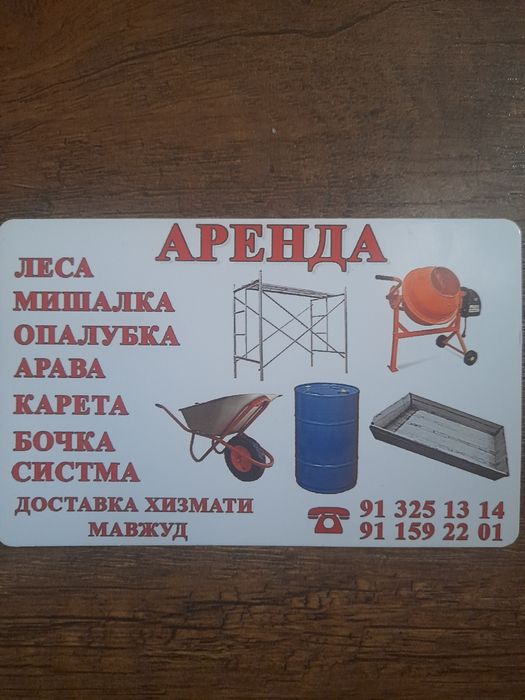 АРЕНДА
ЛЕСА
МИШАЛКА
ОПАЛУБКА
АРАВА
КАРЕТА
БОЧКА
СИСТМА
ДОСТАВКА ХИЗМАТИ
МАВЖУД
91 325 13 14
91 159 22 01